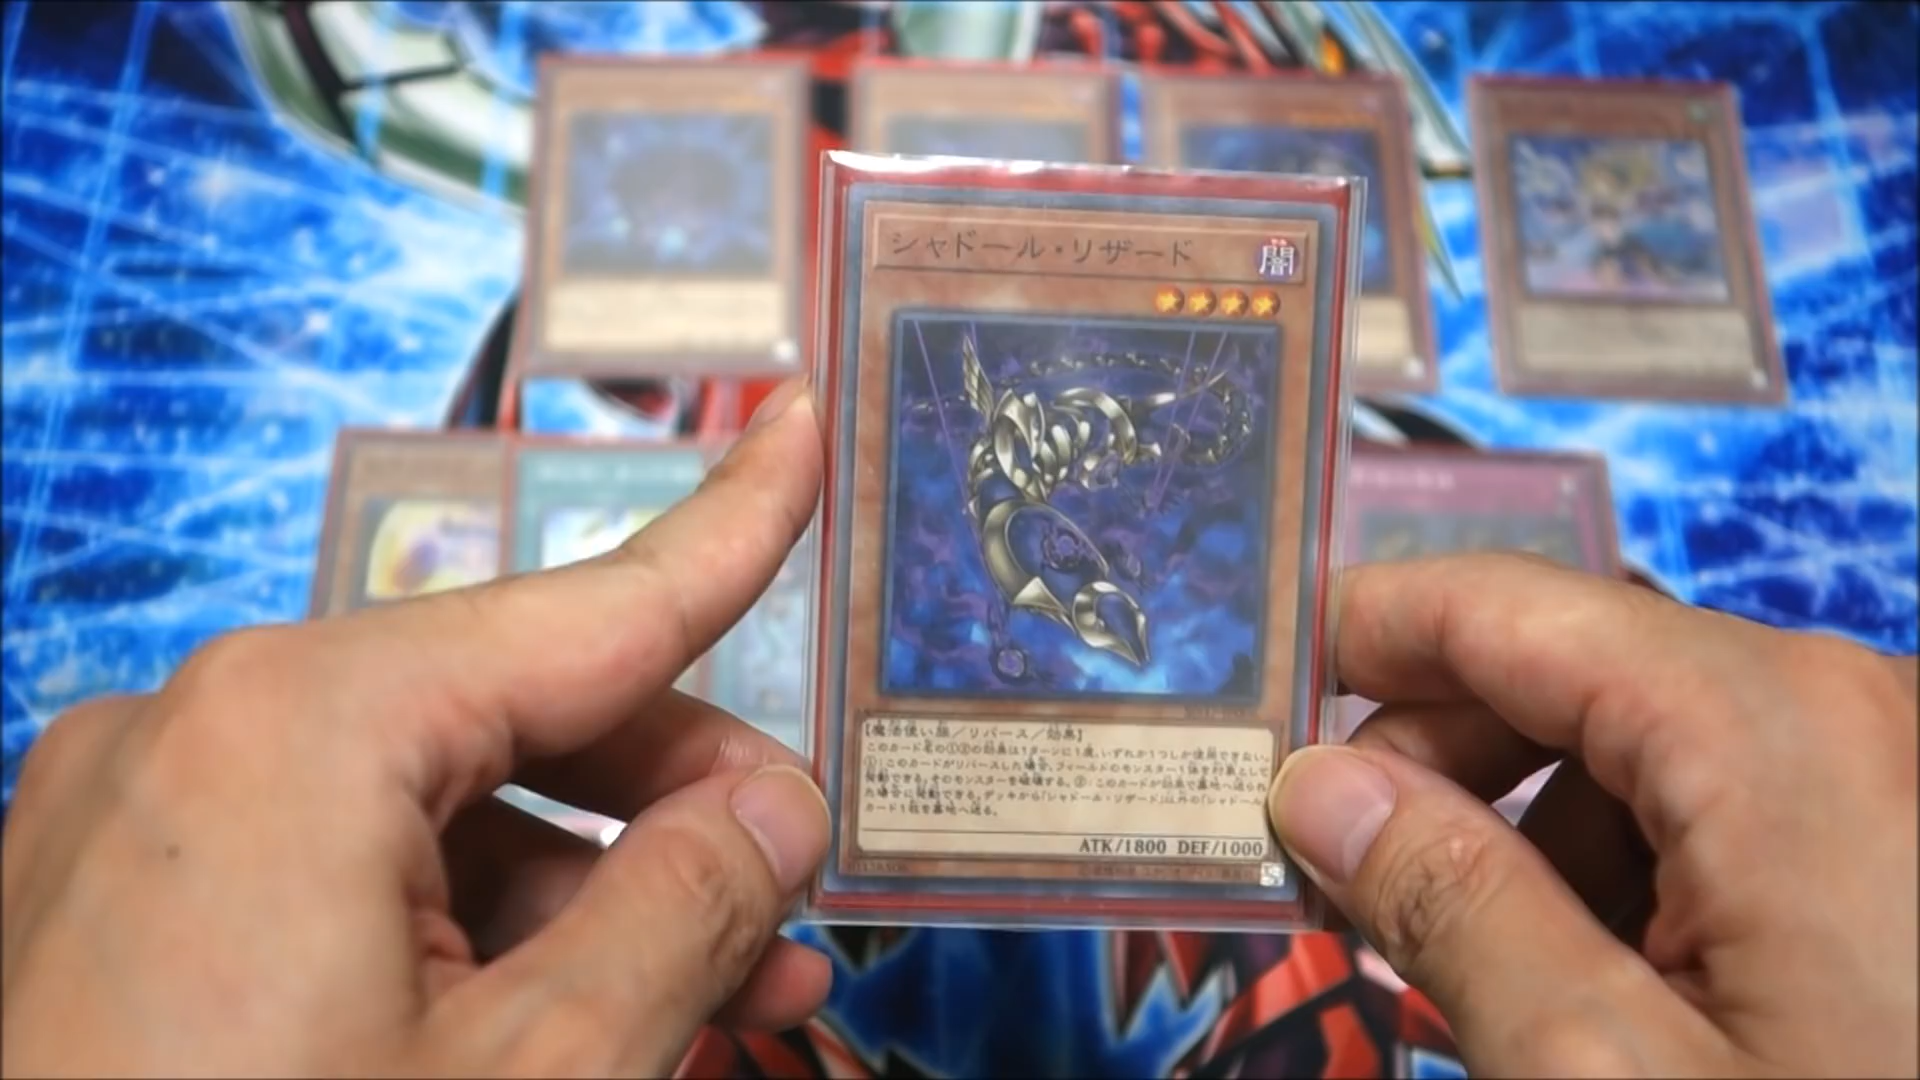 シャドール・リザード
闇
【魔法使い族／リバース／効果】
このカード名の①②の効果は1ターンに1度、いずれか1つしか使用できない。
①：このカードがリバースした場合、フィールドのモンスター1体を対象として
発動できる。そのモンスターを破壊する。②：このカードが効果で墓地へ送られ
た場合に発動できる。デッキから「シャドール・リザード」以外の「シャドール」
カード1枚を墓地へ送る。
ATK/1800 DEF/1000